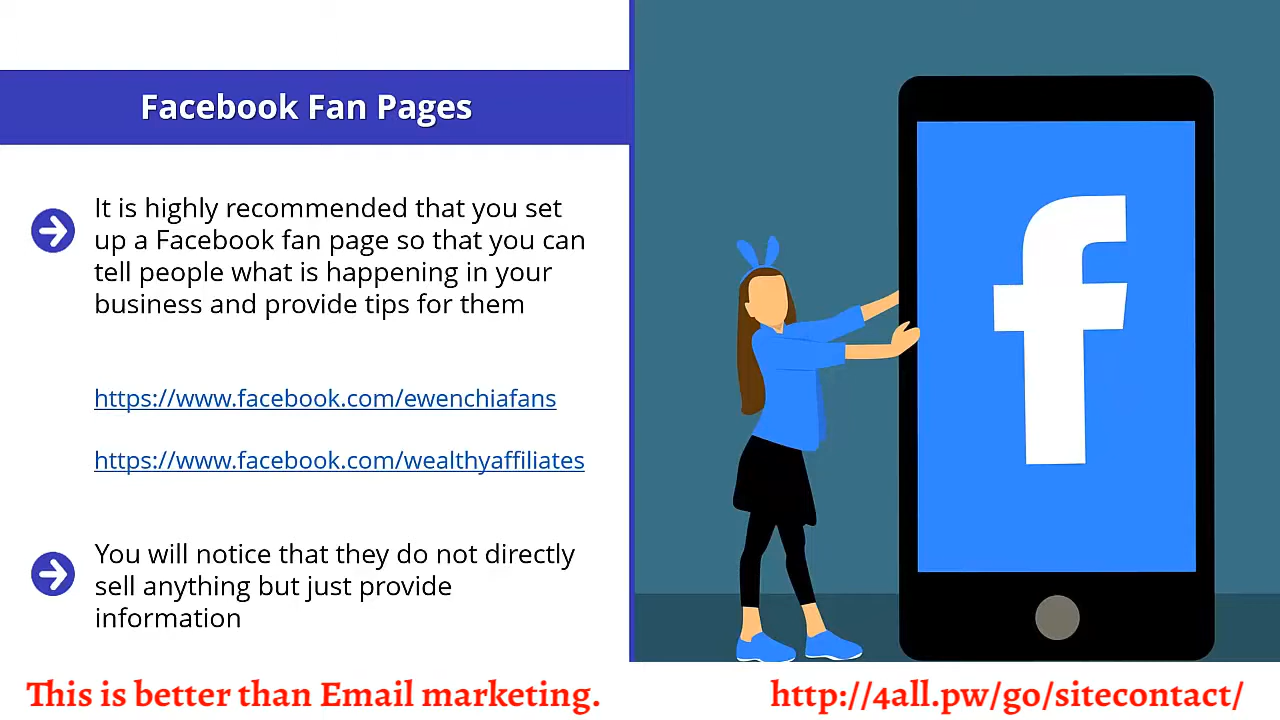 Facebook Fan Pages
It is highly recommended that you set
up a Facebook fan page so that you can
tell people what is happening in your
business and provide tips for them
https://www.facebook.com/ewenchiafans
https://www.facebook.com/wealthyaffiliates
You will notice that they do not directly
sell anything but just provide
information
This is better than Email marketing.
http://4all.pw/go/sitecontact/